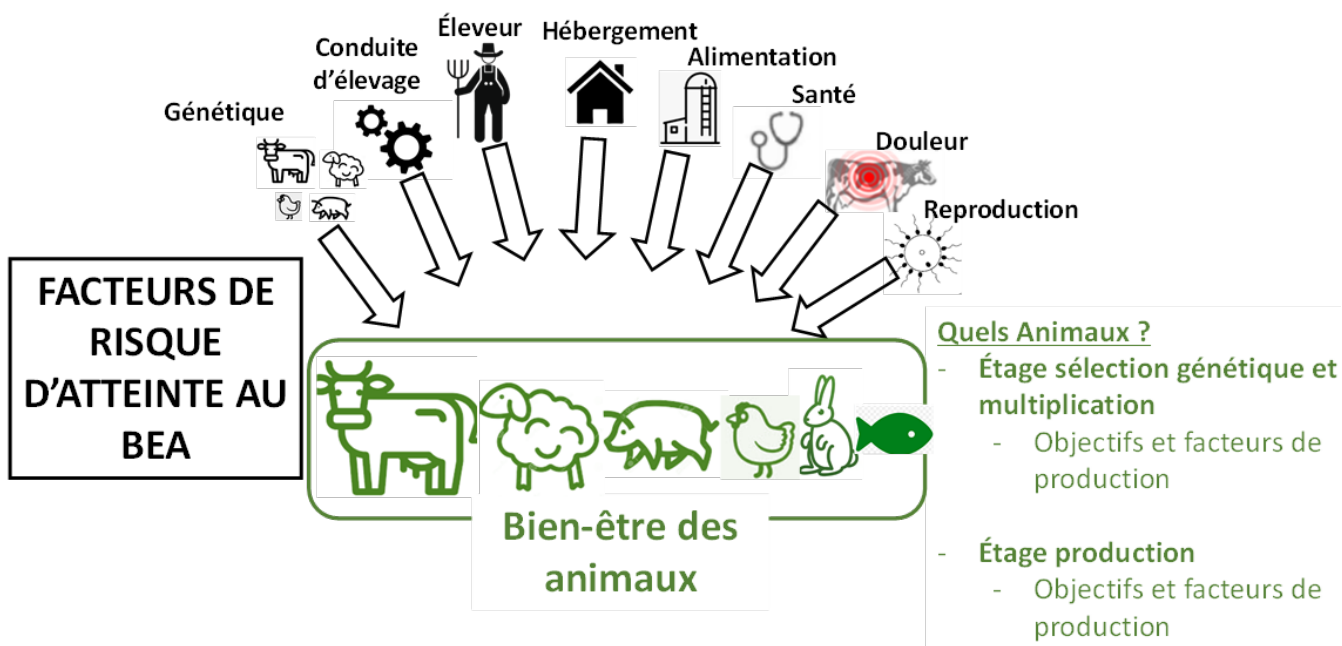 Génétique
Conduite
d'élevage
Éleveur
Hébergement
Alimentation
Santé
Douleur
Reproduction
FACTEURS DE
RISQUE
D'ATTEINTE AU
BEA
Bien-être des
animaux
Quels Animaux ?
- Étage sélection génétique et
multiplication
- Objectifs et facteurs de
production
- Étage production
- Objectifs et facteurs de
production